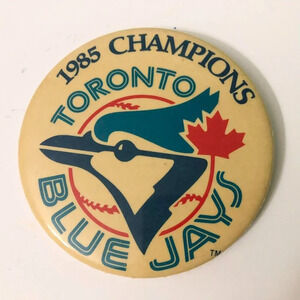 1985 CHAMPIONS
TORONTO
BLUE JAYS
TM